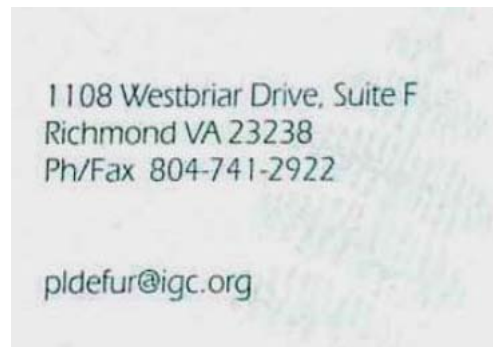 1108 Westbriar Drive, Suite F
Richmond VA 23238
Ph/Fax 804-741-2922
pldefur@igc.org